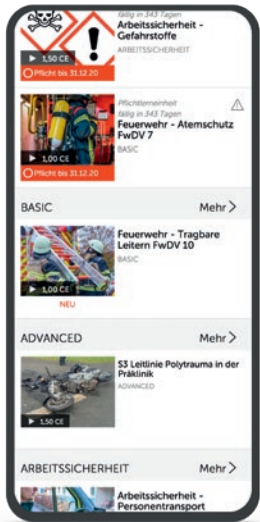 fällig in 343 Tagen
Arbeitssicherheit -
Gefahrstoffe
ARBEITSSICHERHEIT
1,50 CE
Pflicht bis 31.12.20
Pflichtlerneinheit
fällig in 343 Tagen
Feuerwehr - Atemschutz
FwDV 7
BASIC
1,00 CE
Pflicht bis 31.12.20
BASIC
Mehr >
Feuerwehr - Tragbare
Leitern FwDV 10
BASIC
1,00 CE
NEU
ADVANCED
Mehr >
S3 Leitlinie Polytrauma in der
Präklinik
ADVANCED
1,50 CE
ARBEITSSICHERHEIT
Mehr >
Arbeitssicherheit -
Personentransport